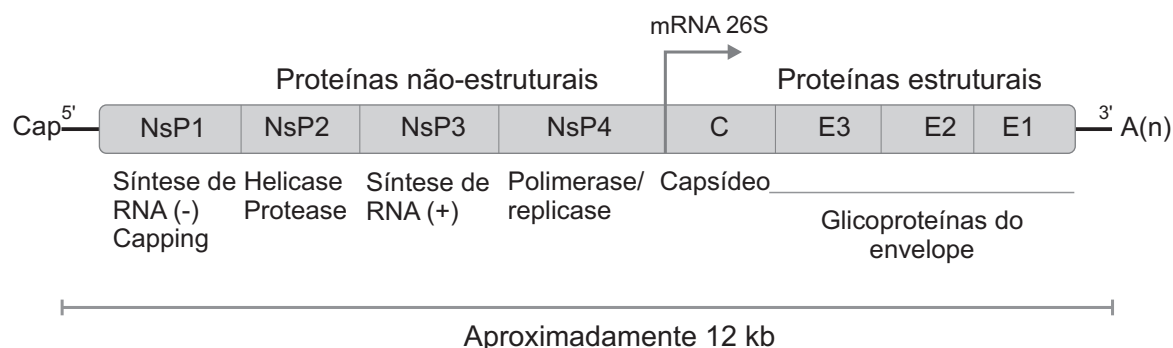 mRNA 26S
Proteínas não-estruturais
Proteínas estruturais
Cap 5' NsP1 NsP2 NsP3 NsP4 C E3 E2 E1 3' A(n)
Síntese de
RNA (-)
Capping
Helicase
Protease
Síntese de
RNA (+)
Polimerase/
replicase
Capsídeo
Glicoproteínas do
envelope
Aproximadamente 12 kb